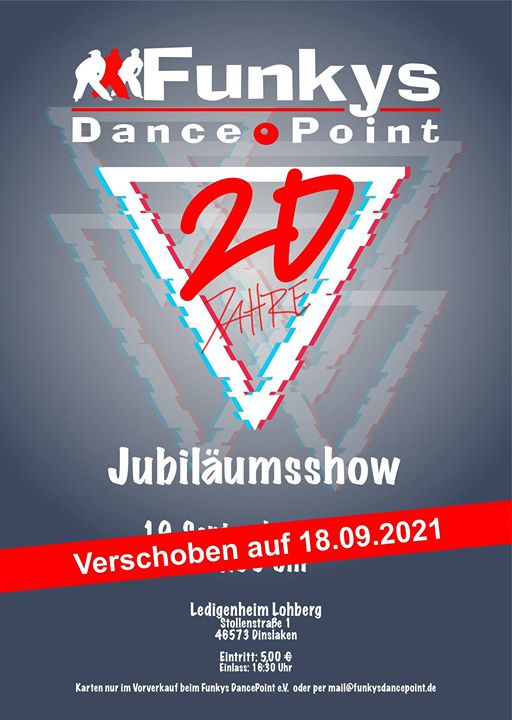 Funkys
Dance Point
20
JAHRE
Jubiläumsshow
Verschoben auf 18.09.2021
Uhr
Ledigenheim Lohberg
Stollenstraße 1
46573 Dinslaken
Eintritt: 5,00 €
Einlass: 16:30 Uhr
Karten nur im Vorverkauf beim Funkys DancePoint e.V. oder per mail@funkysdancepoint.de